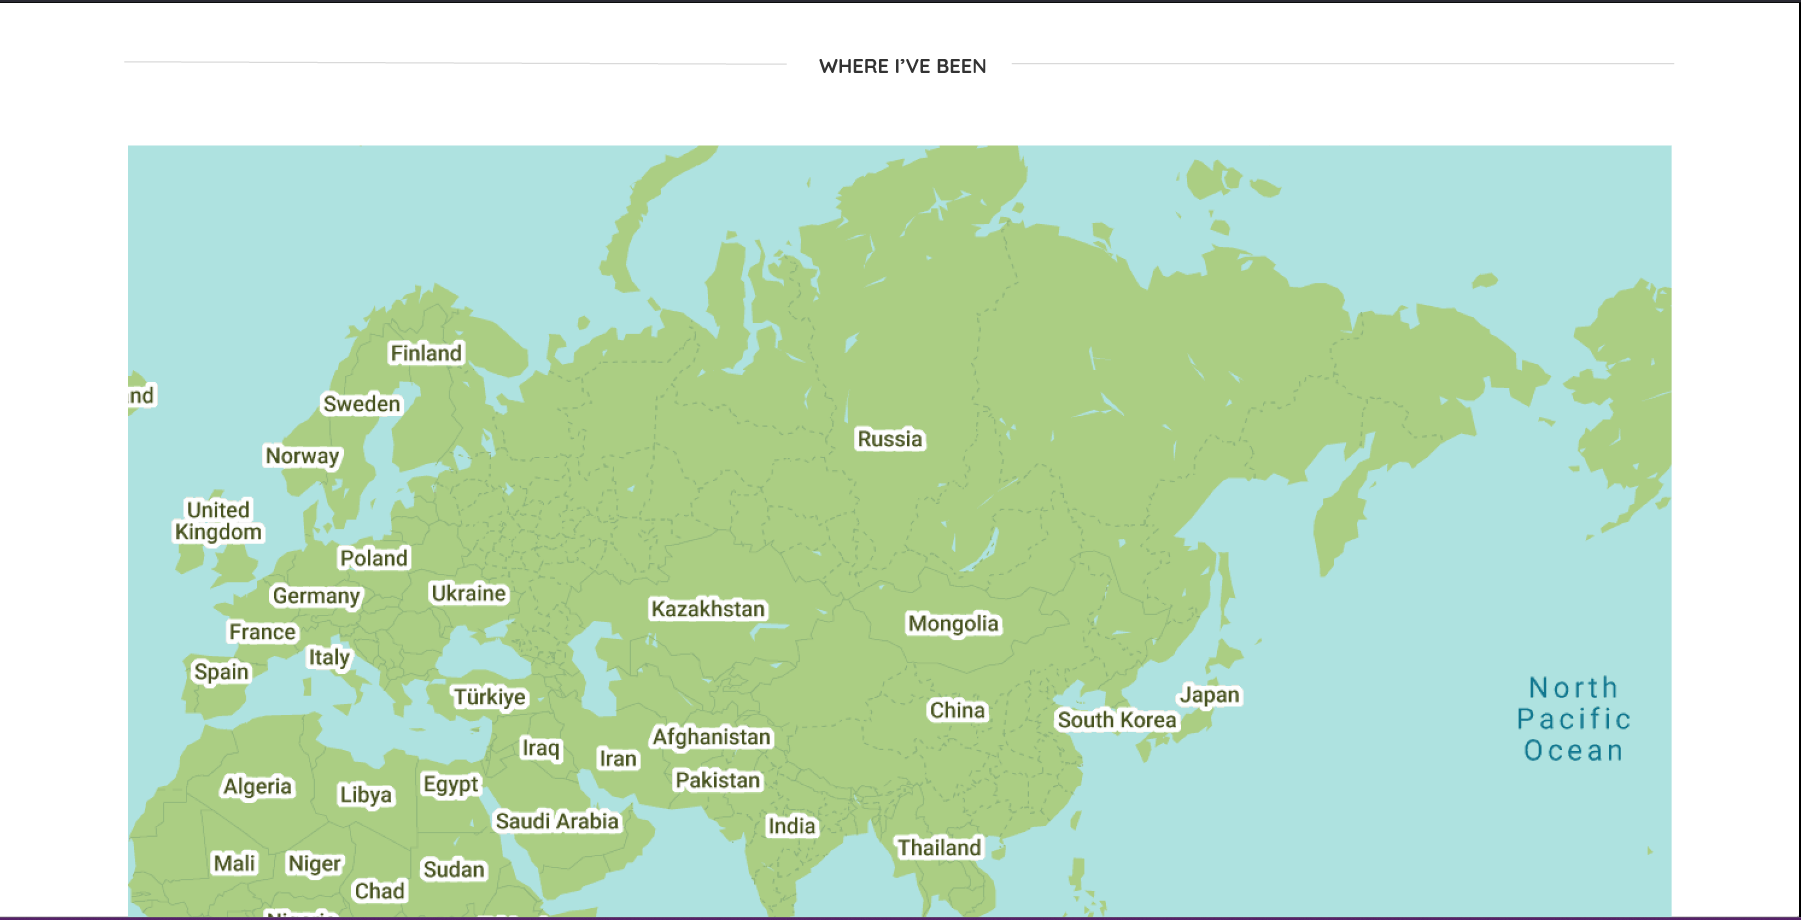 WHERE I'VE BEEN
Finland
nd
Sweden
Russia
Norway
United
Kingdom
Poland
Germany
Ukraine
Kazakhstan
Mongolia
France
Italy
Spain
Türkiye
North
Pacific
Ocean
Japan
China
South Korea
Afghanistan
Iraq
Iran
Pakistan
Algeria
Libya
Egypt
Saudi Arabia
India
Thailand
Mali
Niger
Sudan
Chad